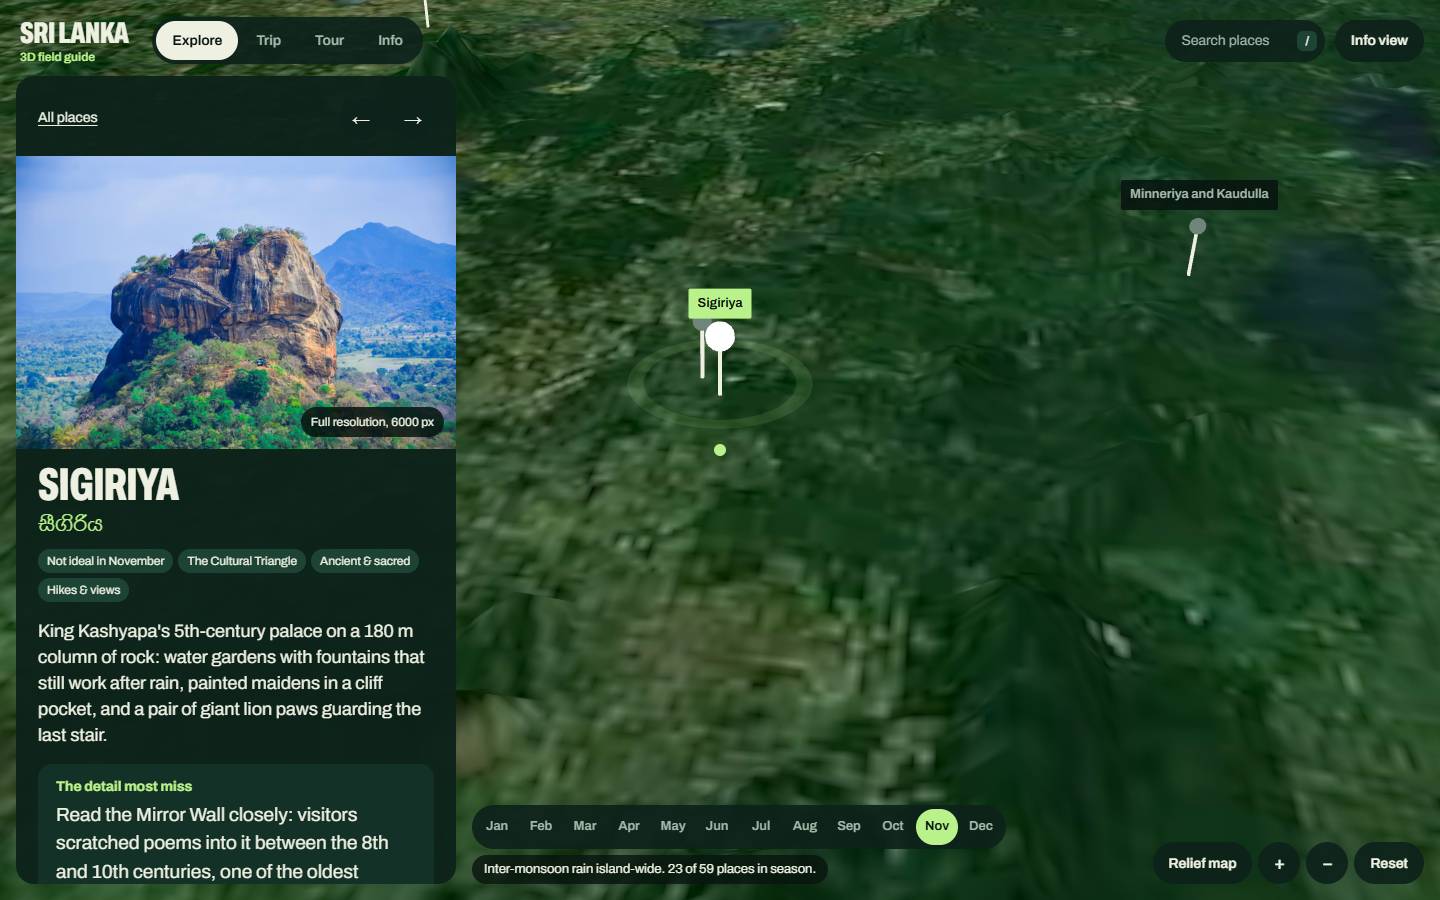 SRI LANKA
3D field guide
Explore
Trip
Tour
Info
Search places
/
Info view
All places
← →
Full resolution, 6000 px
SIGIRIYA
සීගිරිය
Not ideal in November
The Cultural Triangle
Ancient & sacred
Hikes & views
King Kashyapa's 5th-century palace on a 180 m
column of rock: water gardens with fountains that
still work after rain, painted maidens in a cliff
pocket, and a pair of giant lion paws guarding the
last stair.
The detail most miss
Read the Mirror Wall closely: visitors
scratched poems into it between the 8th
and 10th centuries, one of the oldest
Minneriya and Kaudulla
Sigiriya
Jan Feb Mar Apr May Jun Jul Aug Sep Oct Nov Dec
Inter-monsoon rain island-wide. 23 of 59 places in season.
Relief map
+
−
Reset